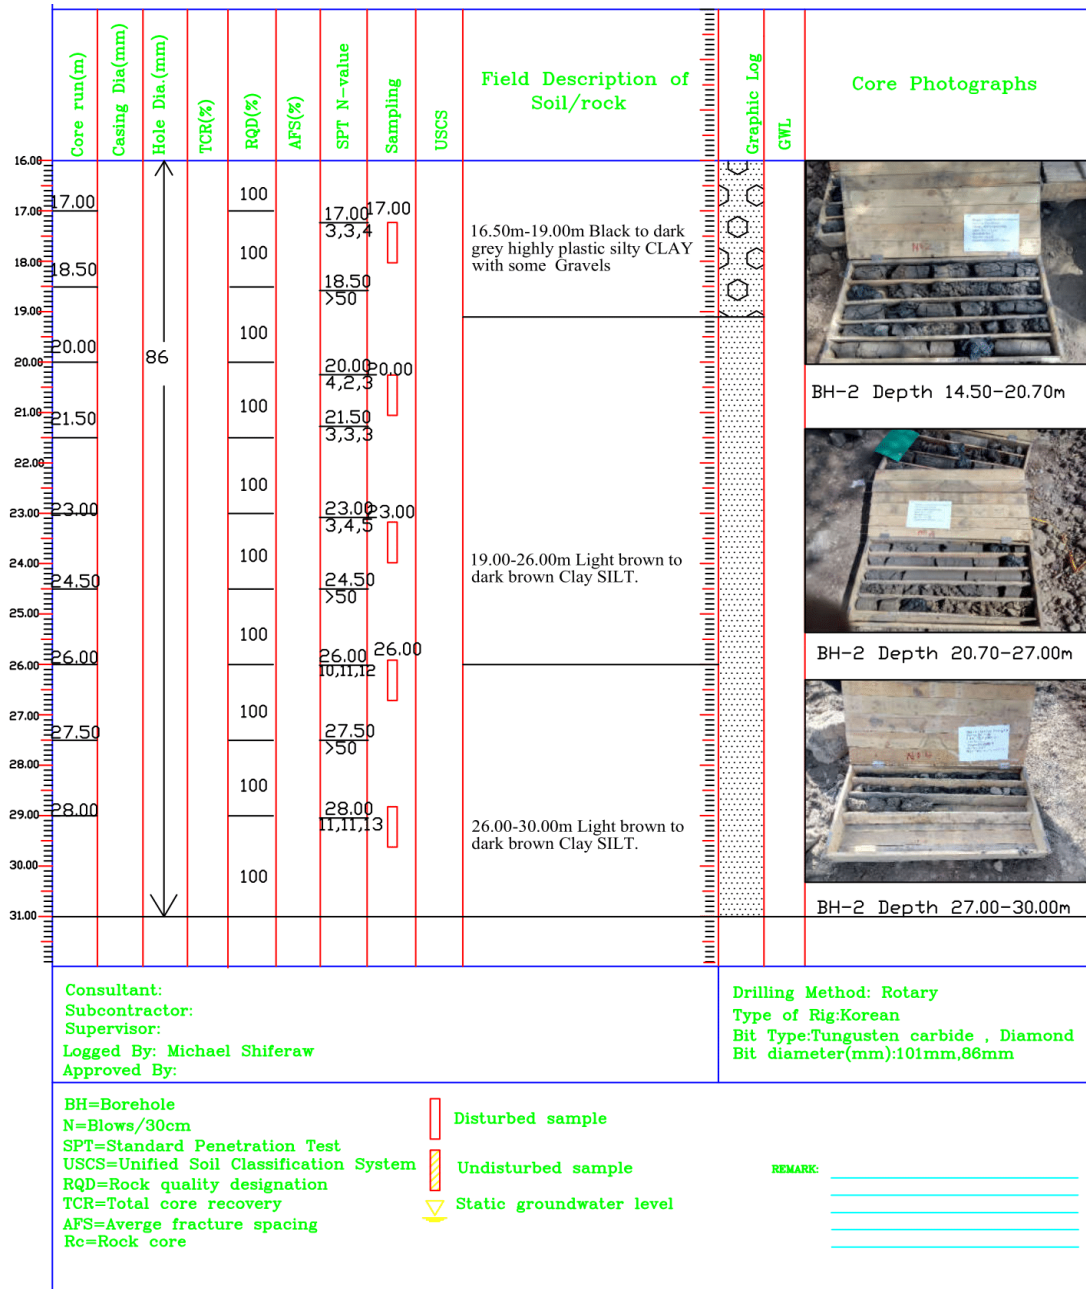 Core run(m)
Casing Dia(mm)
Hole Dia.(mm)
TCR(%)
RQD(%)
AFS(%)
SPT N-value
Sampling
USCS
Field Description of
Soil/rock
Graphic Log
GWL
Core Photographs
16.00
17.00
18.00
19.00
20.00
21.00
22.00
23.00
24.00
25.00
26.00
27.00
28.00
29.00
30.00
31.00
17.00
18.50
20.00
21.50
23.00
24.50
26.00
27.50
28.00
86
100
100
100
100
100
100
100
100
100
100
17.00
3,3,4
18.50
>50
20.00
4,2,3
21.50
3,3,3
23.00
3,4,5
24.50
>50
26.00
10,11,12
27.50
>50
28.00
11,11,13
17.00
20.00
23.00
26.00
16.50m-19.00m Black to dark
grey highly plastic silty CLAY
with some Gravels
19.00-26.00m Light brown to
dark brown Clay SILT.
26.00-30.00m Light brown to
dark brown Clay SILT.
BH-2 Depth 14.50-20.70m
BH-2 Depth 20.70-27.00m
BH-2 Depth 27.00-30.00m
Consultant:
Subcontractor:
Supervisor:
Logged By: Michael Shiferaw
Approved By:
Drilling Method: Rotary
Type of Rig:Korean
Bit Type:Tungusten carbide , Diamond
Bit diameter(mm):101mm,86mm
BH=Borehole
N=Blows/30cm
SPT=Standard Penetration Test
USCS=Unified Soil Classification System
RQD=Rock quality designation
TCR=Total core recovery
AFS=Averge fracture spacing
Rc=Rock core
Disturbed sample
Undisturbed sample
Static groundwater level
REMARK: